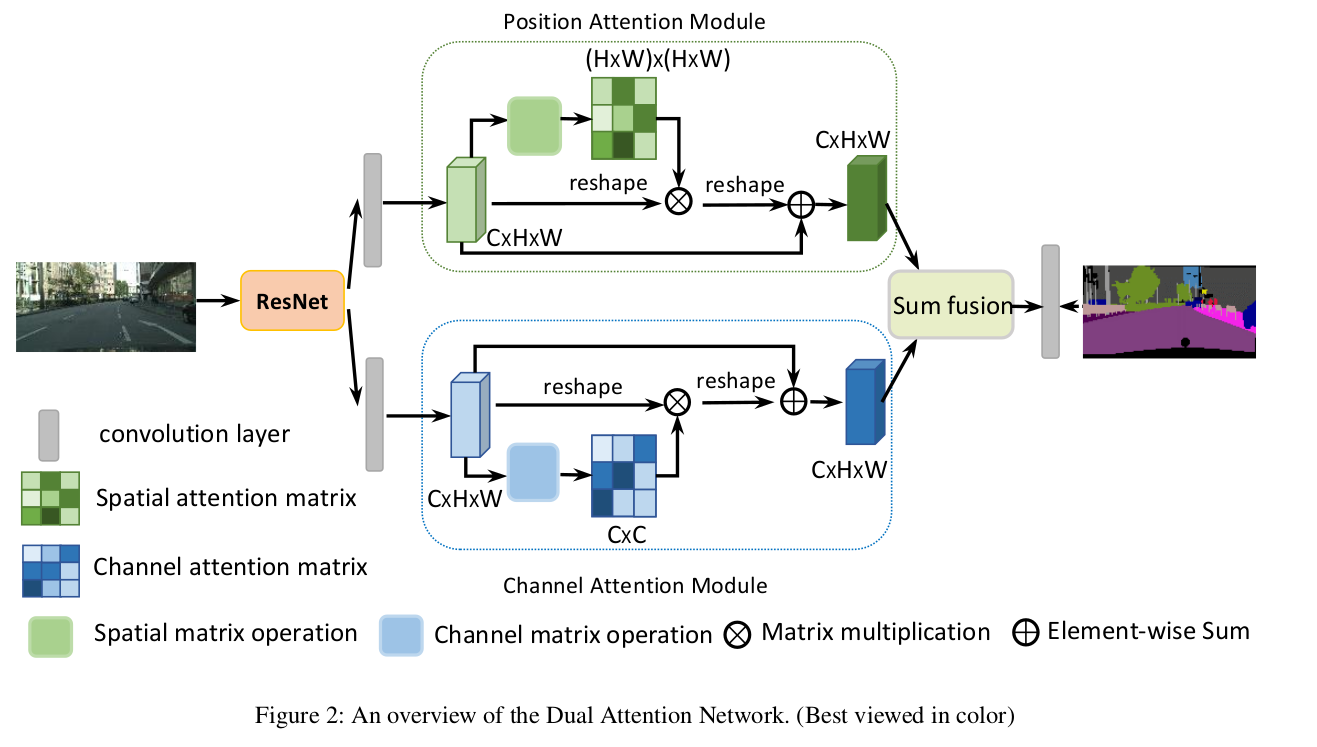 Position Attention Module
(HxW)x(HxW)
CxHxW
reshape
reshape
CxHxW
ResNet
Sum fusion
reshape
reshape
CxHxW
CxHxW
CxC
Channel Attention Module
convolution layer
Spatial attention matrix
Channel attention matrix
Spatial matrix operation
Channel matrix operation
Matrix multiplication
Element-wise Sum
Figure 2: An overview of the Dual Attention Network. (Best viewed in color)